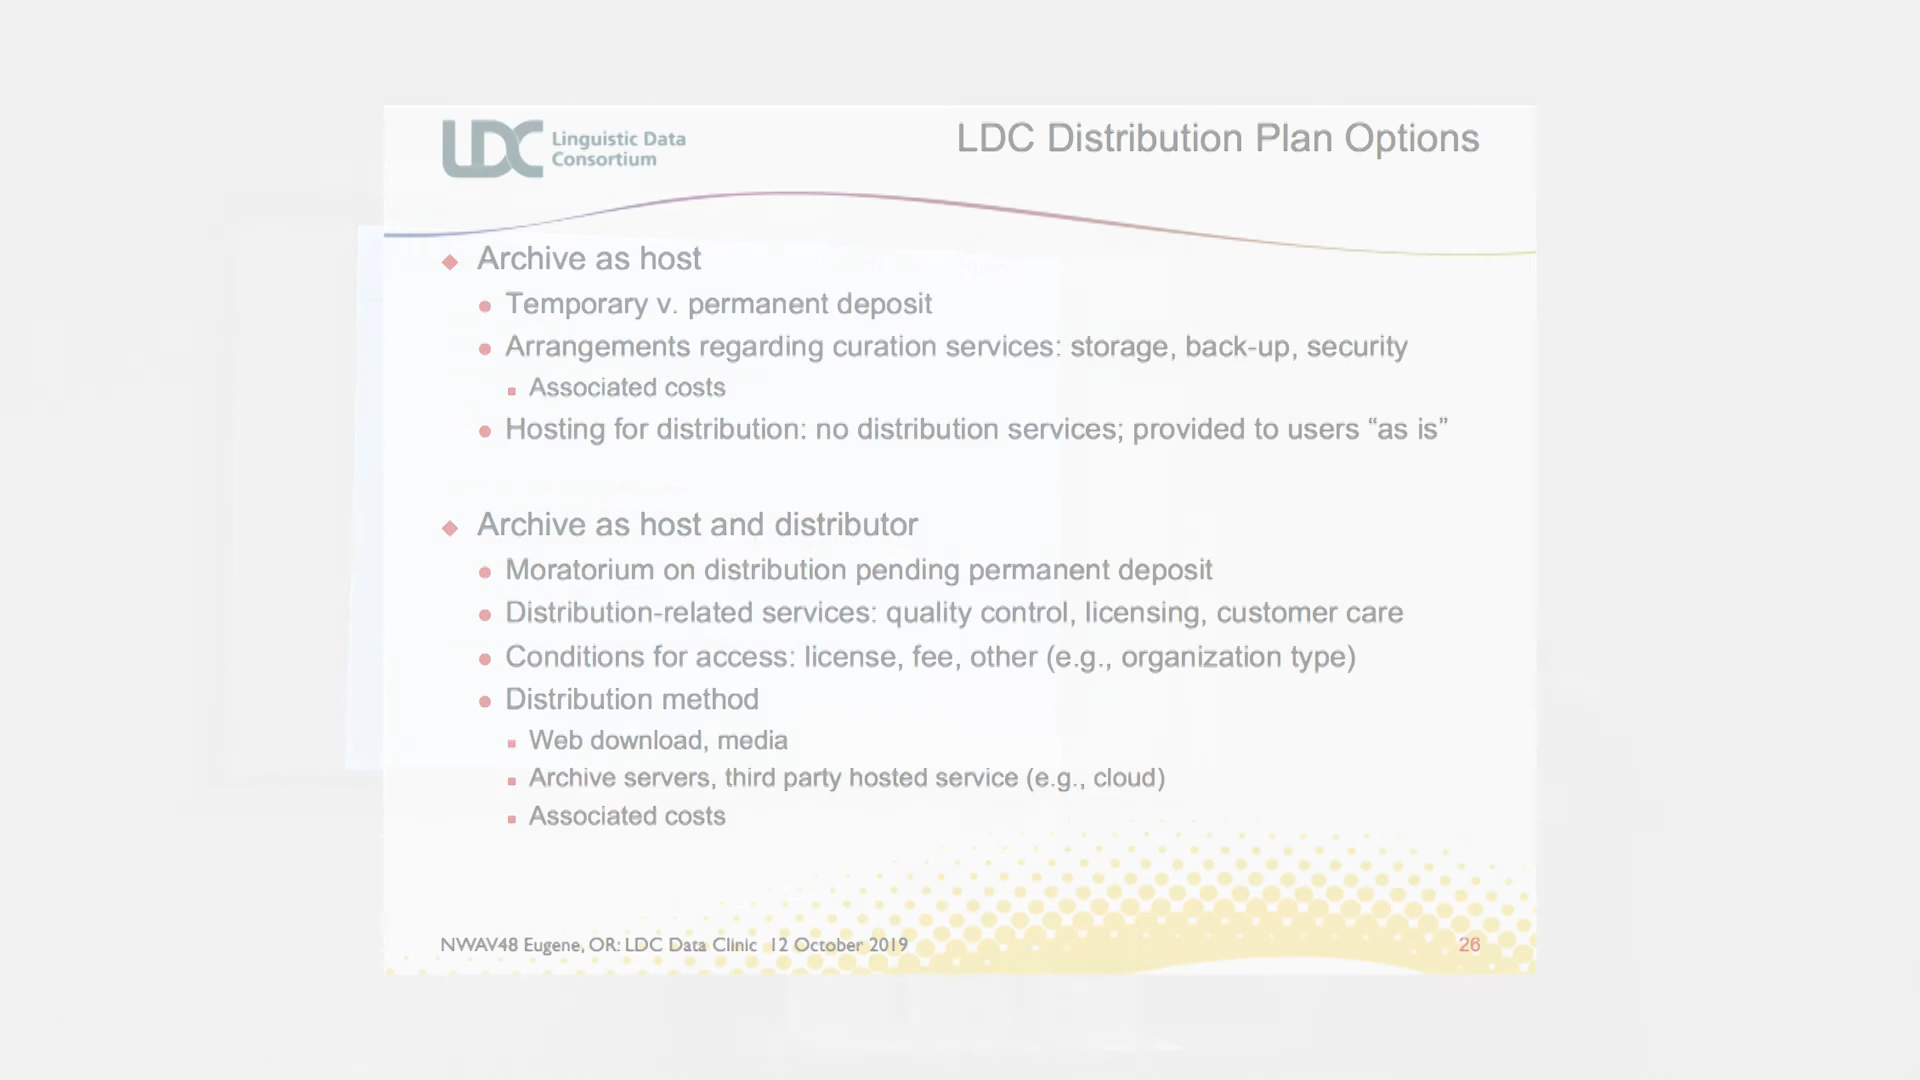 LDC Linguistic Data
Consortium
LDC Distribution Plan Options
Archive as host
Temporary v. permanent deposit
Arrangements regarding curation services: storage, back-up, security
Associated costs
Hosting for distribution: no distribution services; provided to users “as is”
Archive as host and distributor
Moratorium on distribution pending permanent deposit
Distribution-related services: quality control, licensing, customer care
Conditions for access: license, fee, other (e.g., organization type)
Distribution method
Web download, media
Archive servers, third party hosted service (e.g., cloud)
Associated costs
NWAV48 Eugene, OR: LDC Data Clinic 12 October 2019
26